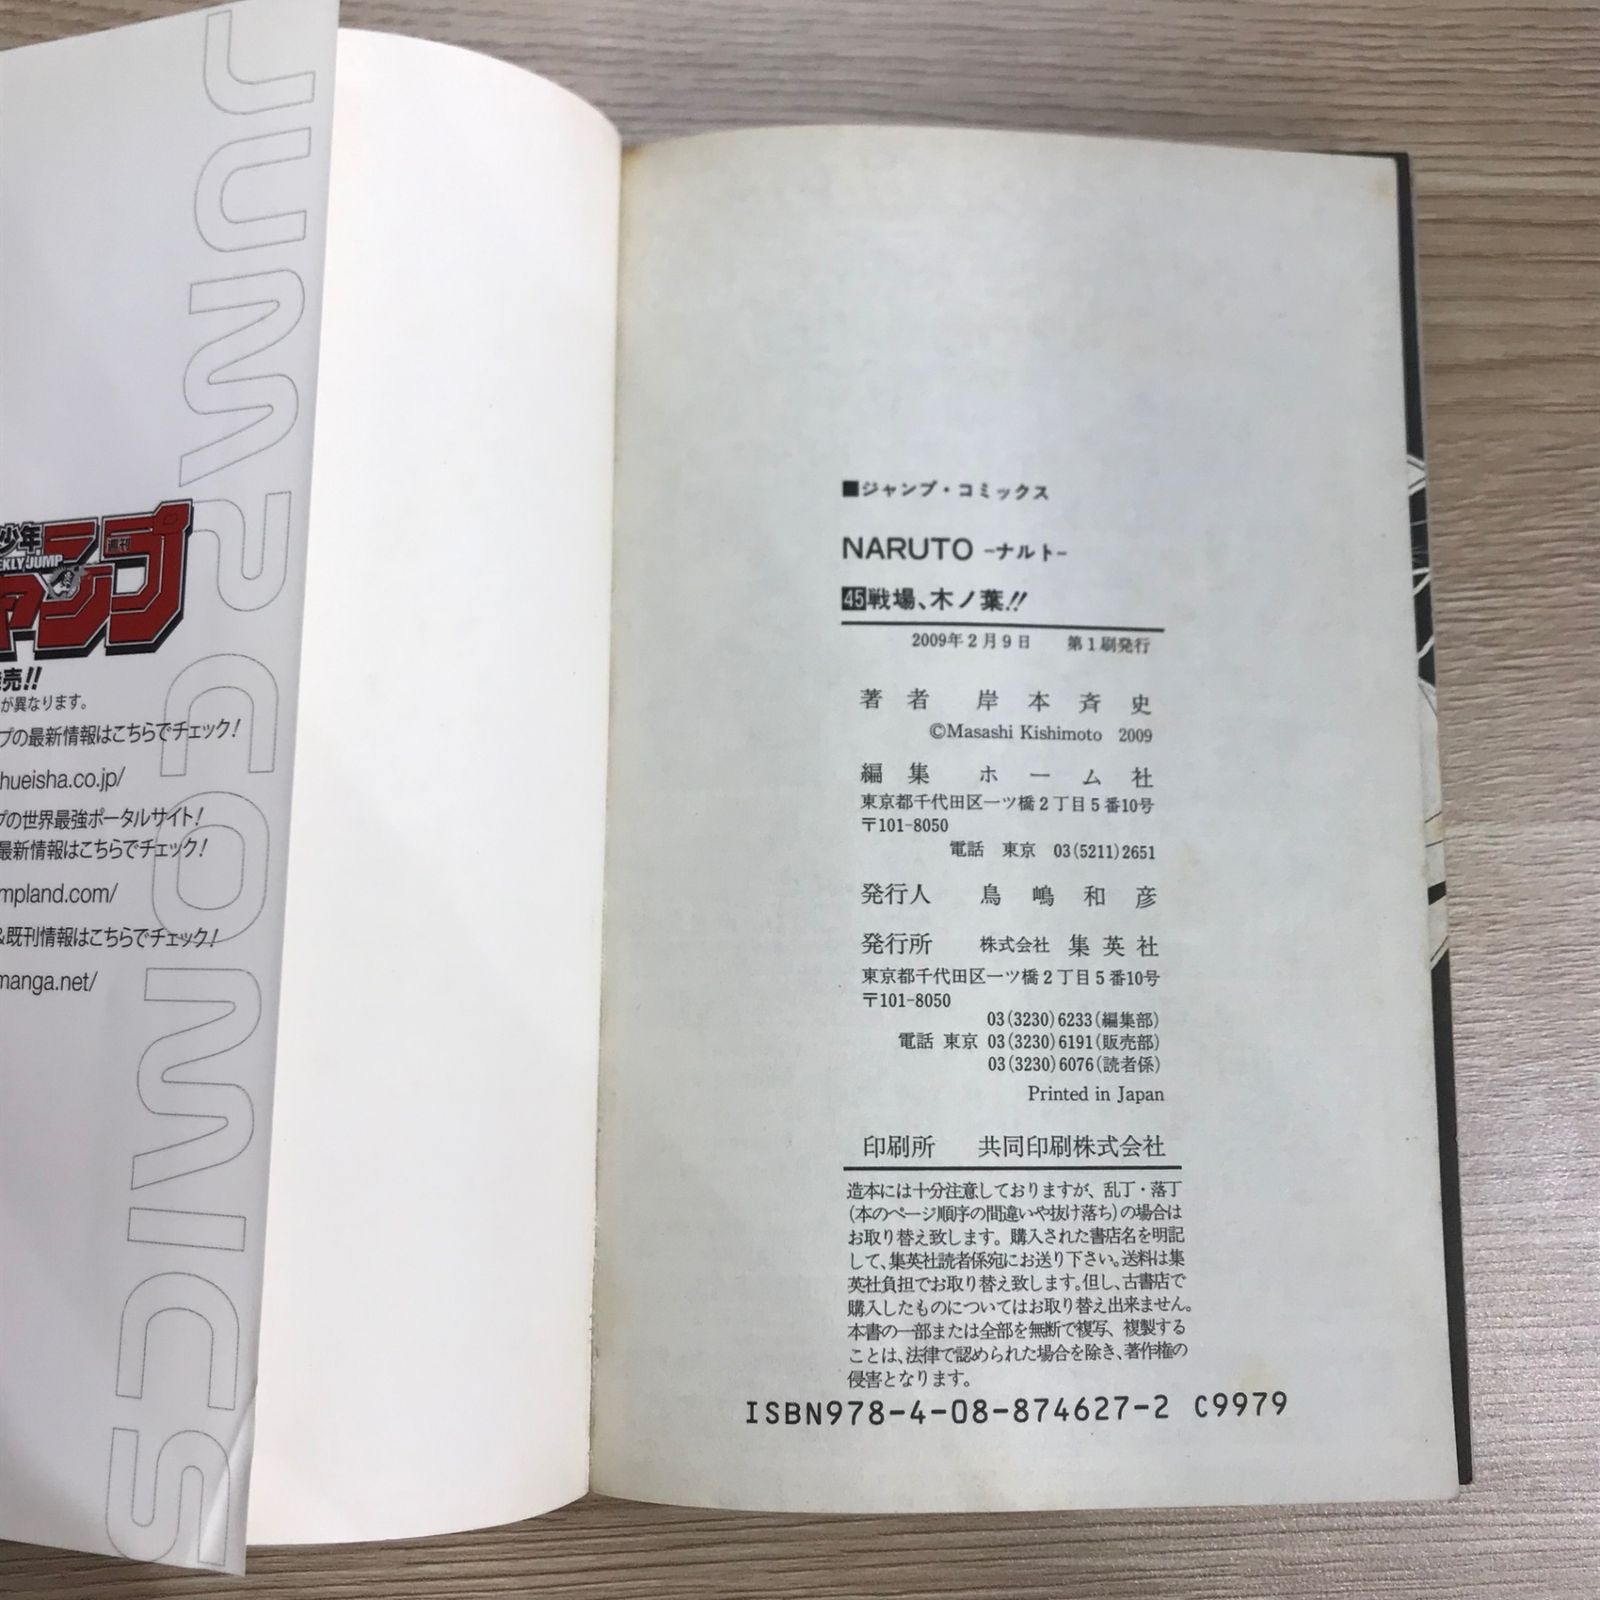 JUMP COMICS
少年
週刊
EKLY JUMP
ャンプ
売!!
が異なります。
プの最新情報はこちらでチェック!
hueisha.co.jp/
プの世界最強ポータルサイト!
最新情報はこちらでチェック!
mpland.com/
&既刊情報はこちらでチェック!
manga.net/
■ジャンプ・コミックス
NARUTO -ナルト-
45戦場、木ノ葉!!
2009年2月9日 第1刷発行
著者 岸本斉史
©Masashi Kishimoto 2009
編集 ホーム社
東京都千代田区一ツ橋2丁目5番10号
〒101-8050
電話 東京 03(5211)2651
発行人 鳥嶋和彦
発行所 株式会社 集英社
東京都千代田区一ツ橋2丁目5番10号
〒101-8050
03(3230)6233(編集部)
電話 東京 03(3230)6191(販売部)
03(3230)6076(読者係)
Printed in Japan
印刷所 共同印刷株式会社
造本には十分注意しておりますが、乱丁・落丁
(本のページ順序の間違いや抜け落ち)の場合は
お取り替え致します。購入された書店名を明記
して、集英社読者係宛にお送り下さい。送料は集
英社負担でお取り替え致します。但し、古書店で
購入したものについてはお取り替え出来ません。
本書の一部または全部を無断で複写、複製する
ことは、法律で認められた場合を除き、著作権の
侵害となります。
ISBN978-4-08-874627-2 C9979